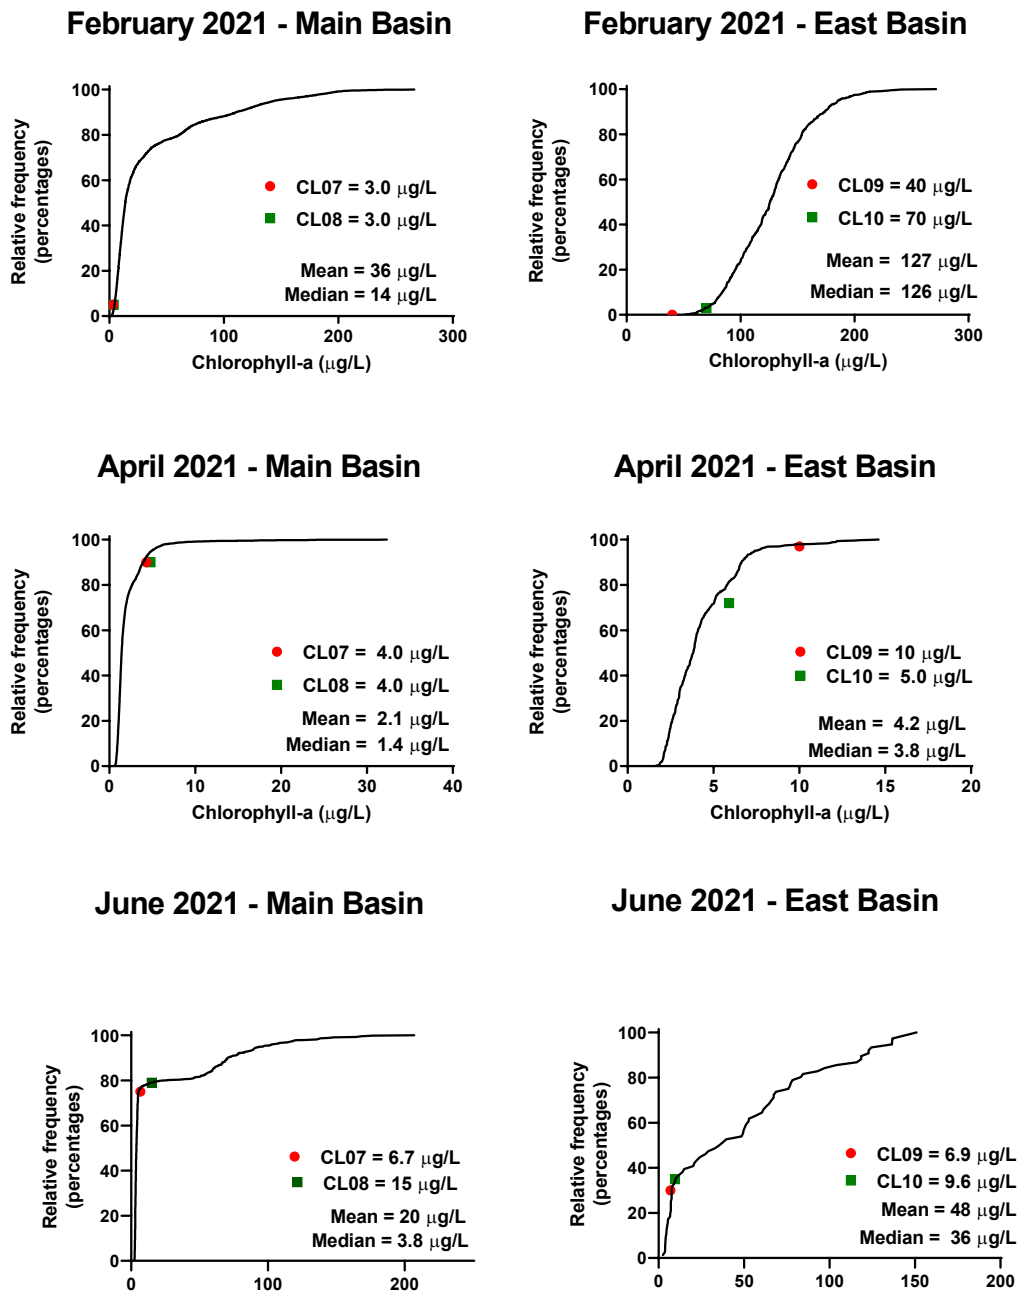 February 2021 - Main Basin
Relative frequency
(percentages)
100
80
60
40
20
0
CL07 = 3.0 µg/L
CL08 = 3.0 µg/L
Mean = 36 µg/L
Median = 14 µg/L
0 100 200 300
Chlorophyll-a (µg/L)
February 2021 - East Basin
Relative frequency
(percentages)
100
80
60
40
20
0
CL09 = 40 µg/L
CL10 = 70 µg/L
Mean = 127 µg/L
Median = 126 µg/L
0 100 200 300
Chlorophyll-a (µg/L)
April 2021 - Main Basin
Relative frequency
(percentages)
100
80
60
40
20
0
CL07 = 4.0 µg/L
CL08 = 4.0 µg/L
Mean = 2.1 µg/L
Median = 1.4 µg/L
0 10 20 30 40
Chlorophyll-a (µg/L)
April 2021 - East Basin
Relative frequency
(percentages)
100
80
60
40
20
0
CL09 = 10 µg/L
CL10 = 5.0 µg/L
Mean = 4.2 µg/L
Median = 3.8 µg/L
0 5 10 15 20
Chlorophyll-a (µg/L)
June 2021 - Main Basin
Relative frequency
(percentages)
100
80
60
40
20
0
CL07 = 6.7 µg/L
CL08 = 15 µg/L
Mean = 20 µg/L
Median = 3.8 µg/L
0 100 200
June 2021 - East Basin
Relative frequency
(percentages)
100
80
60
40
20
0
CL09 = 6.9 µg/L
CL10 = 9.6 µg/L
Mean = 48 µg/L
Median = 36 µg/L
0 50 100 150 200